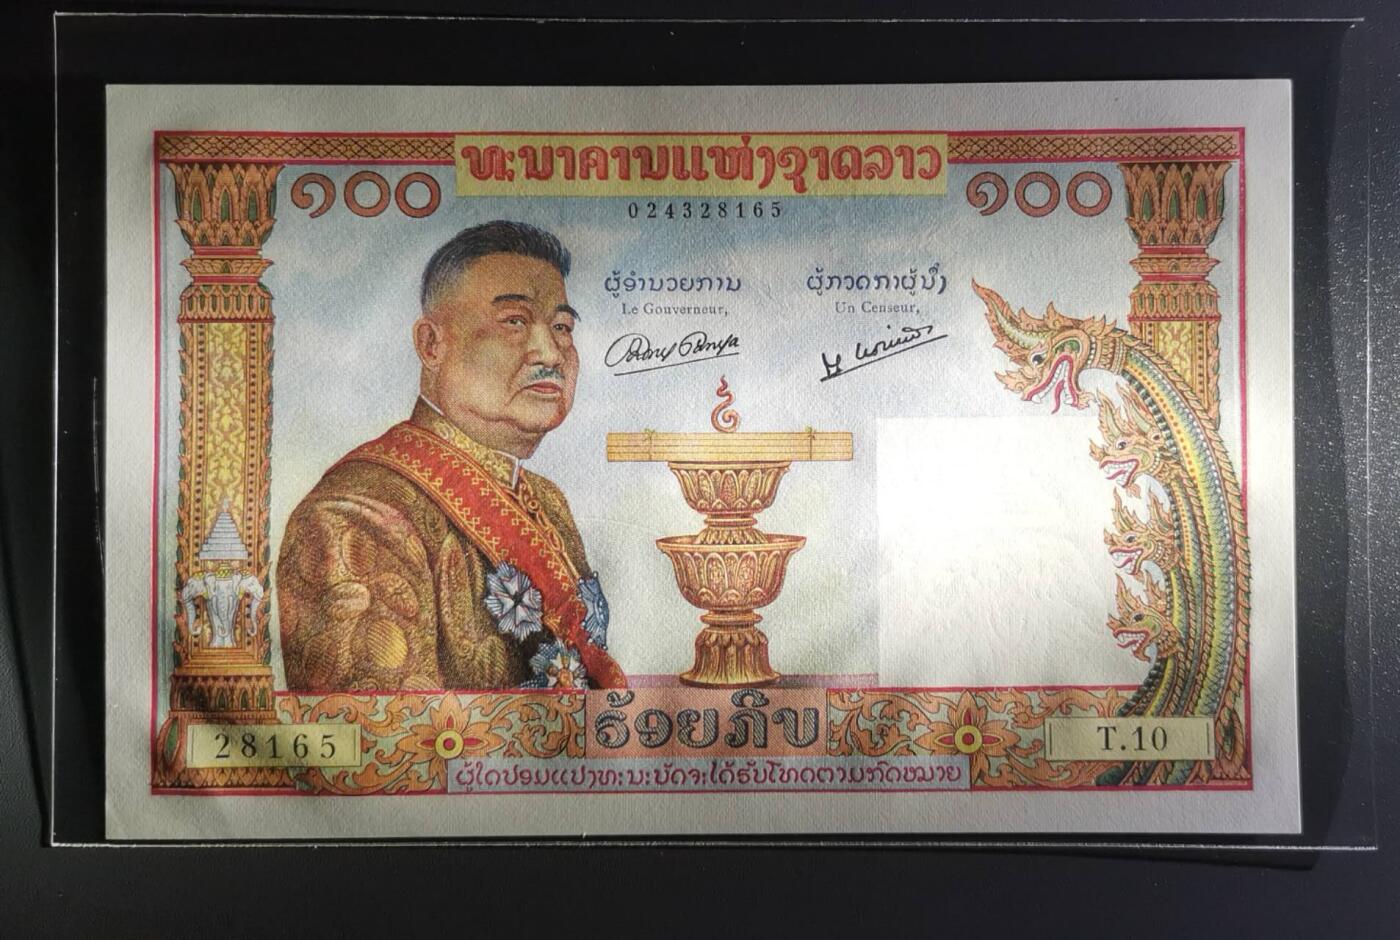 ທະນາຄານແຫ່ງຊາດລາວ
໑໐໐
໑໐໐
024328165
ຜູ້ອຳນວຍການ
ຜູ້ກວດກາຜູ້ນຶ່ງ
Le Gouverneur,
Un Censeur,
28165
ຮ້ອຍກີບ
T.10
ຜູ້ໃດປອມແປງທະນະບັດຈະໄດ້ຮັບໂທດຕາມກົດໝາຍ